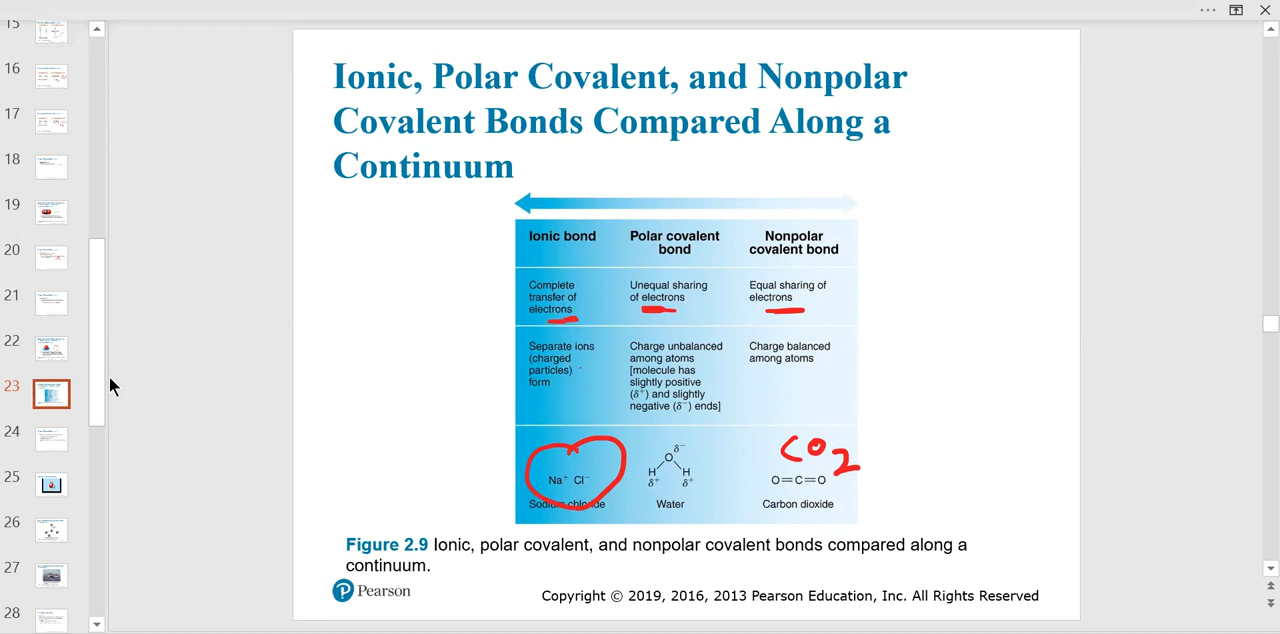 15
16
17
18
19
20
21
22
23
24
25
26
27
28
Ionic, Polar Covalent, and Nonpolar
Covalent Bonds Compared Along a
Continuum
Ionic bond
Polar covalent
bond
Nonpolar
covalent bond
Complete
transfer of
electrons
Unequal sharing
of electrons
Equal sharing of
electrons
Separate ions
(charged
particles)
form
Charge unbalanced
among atoms
[molecule has
slightly positive
(δ⁺) and slightly
negative (δ⁻) ends]
Charge balanced
among atoms
Na⁺ Cl⁻
Sodium chloride
δ⁻
O
H H
δ⁺ δ⁺
Water
CO2
O=C=O
Carbon dioxide
Figure 2.9 Ionic, polar covalent, and nonpolar covalent bonds compared along a
continuum.
P Pearson
Copyright © 2019, 2016, 2013 Pearson Education, Inc. All Rights Reserved